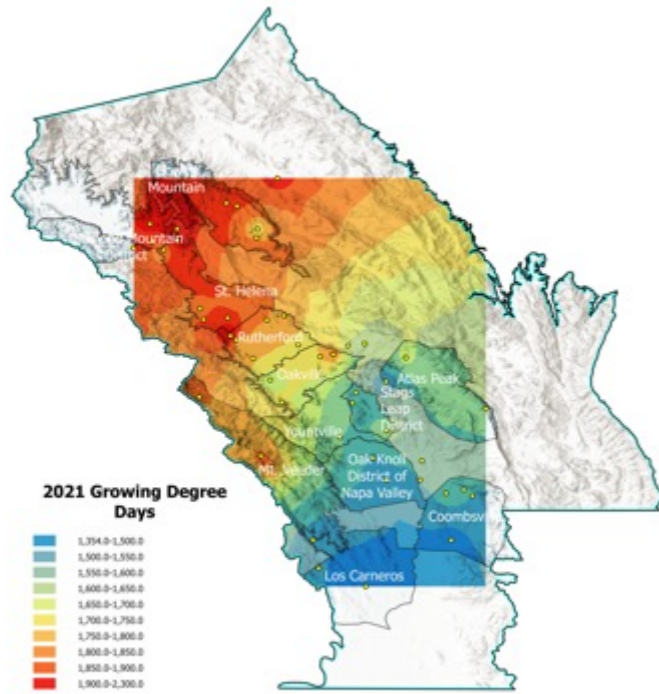 Mountain
Mountain
St. Helena
Rutherford
Oakvill
Atlas Peak
Stags
Leap
District
Yountville
Mt. Veeder
Oak Knoll
District of
Napa Valley
Coombsv
Los Carneros
2021 Growing Degree
Days
1,354.0-1,500.0
1,500.0-1,550.0
1,550.0-1,600.0
1,600.0-1,650.0
1,650.0-1,700.0
1,700.0-1,750.0
1,750.0-1,800.0
1,800.0-1,850.0
1,850.0-1,900.0
1,900.0-2,300.0